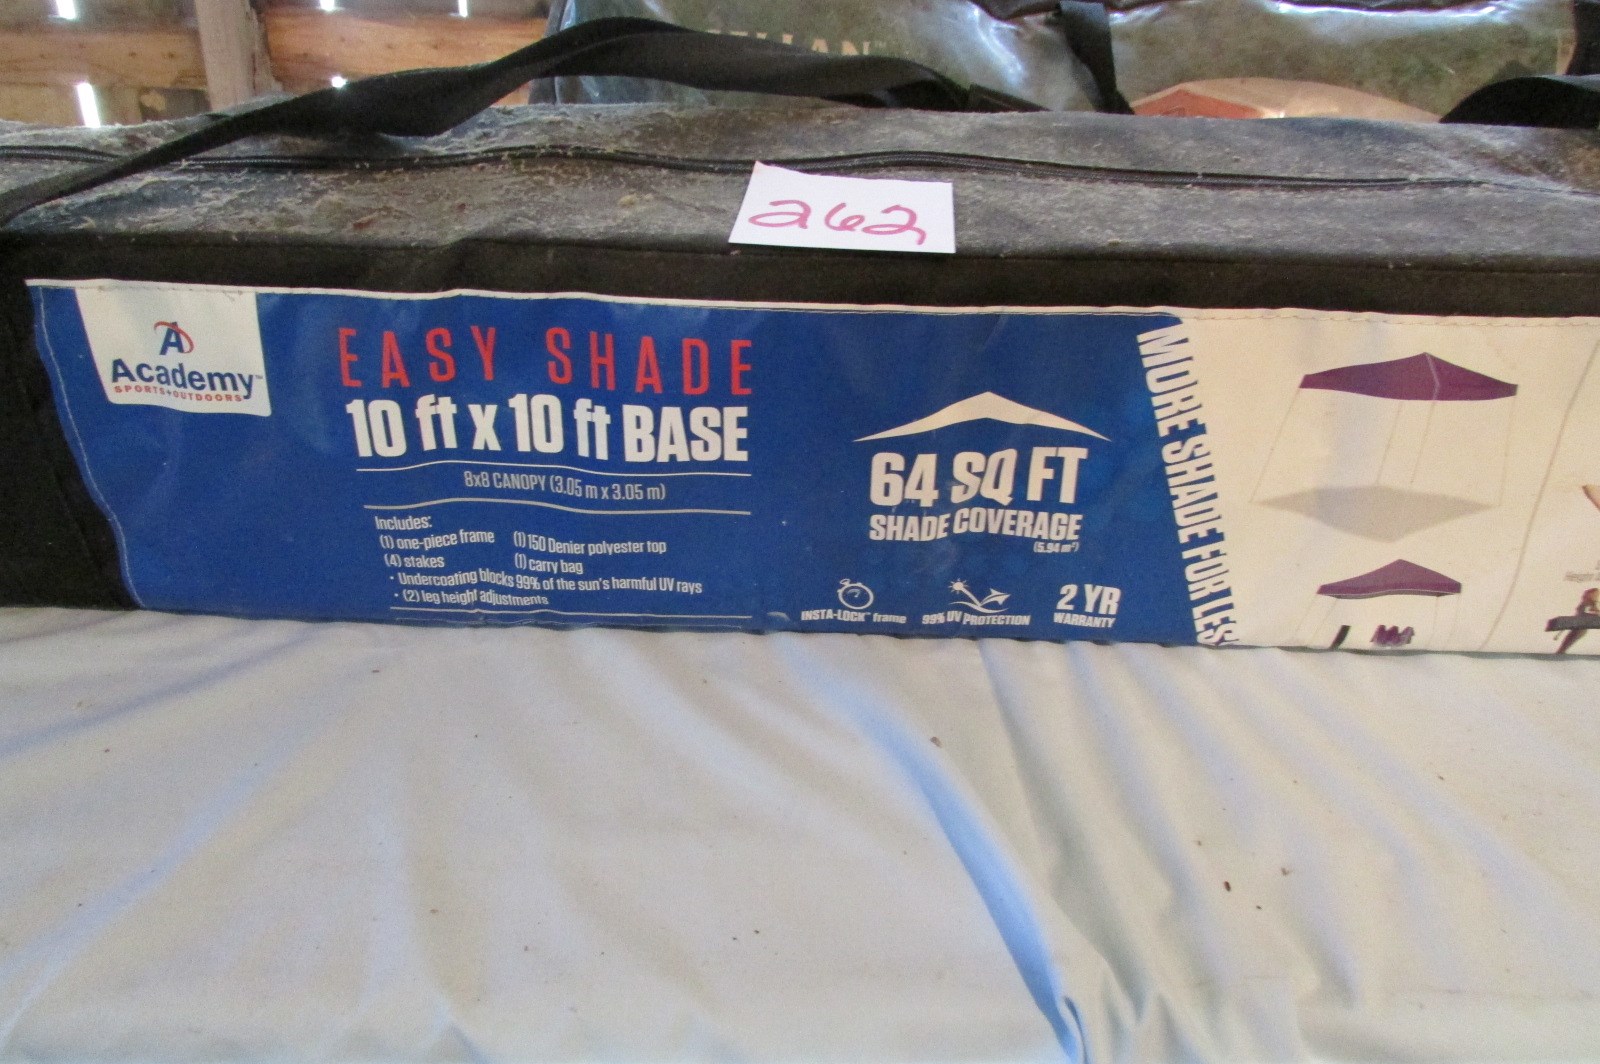 262
A
Academy™
SPORTS+OUTDOORS
EASY SHADE
10 ft x 10 ft BASE
8x8 CANOPY (3.05 m x 3.05 m)
Includes:
(1) one-piece frame (1) 150 Denier polyester top
(4) stakes (1) carry bag
• Undercoating blocks 99% of the sun's harmful UV rays
• (2) leg height adjustments
64 SQ FT
SHADE COVERAGE
(5.94 m²)
INSTA-LOCK™ frame
99% UV PROTECTION
2 YR
WARRANTY
MORE SHADE FOR LES